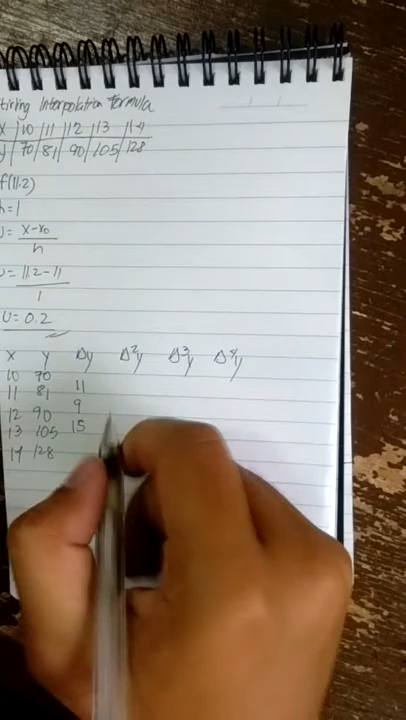 Stirling Interpolation Formula
x 10 11 12 13 14
y 70 81 90 105 128
f(11.2)
h=1
U= x-x₀
h
U= 11.2-11
1
U= 0.2
x y Δy Δ²y Δ³y Δ⁴y
10 70
11
11 81
9
12 90
15
13 105
14 128